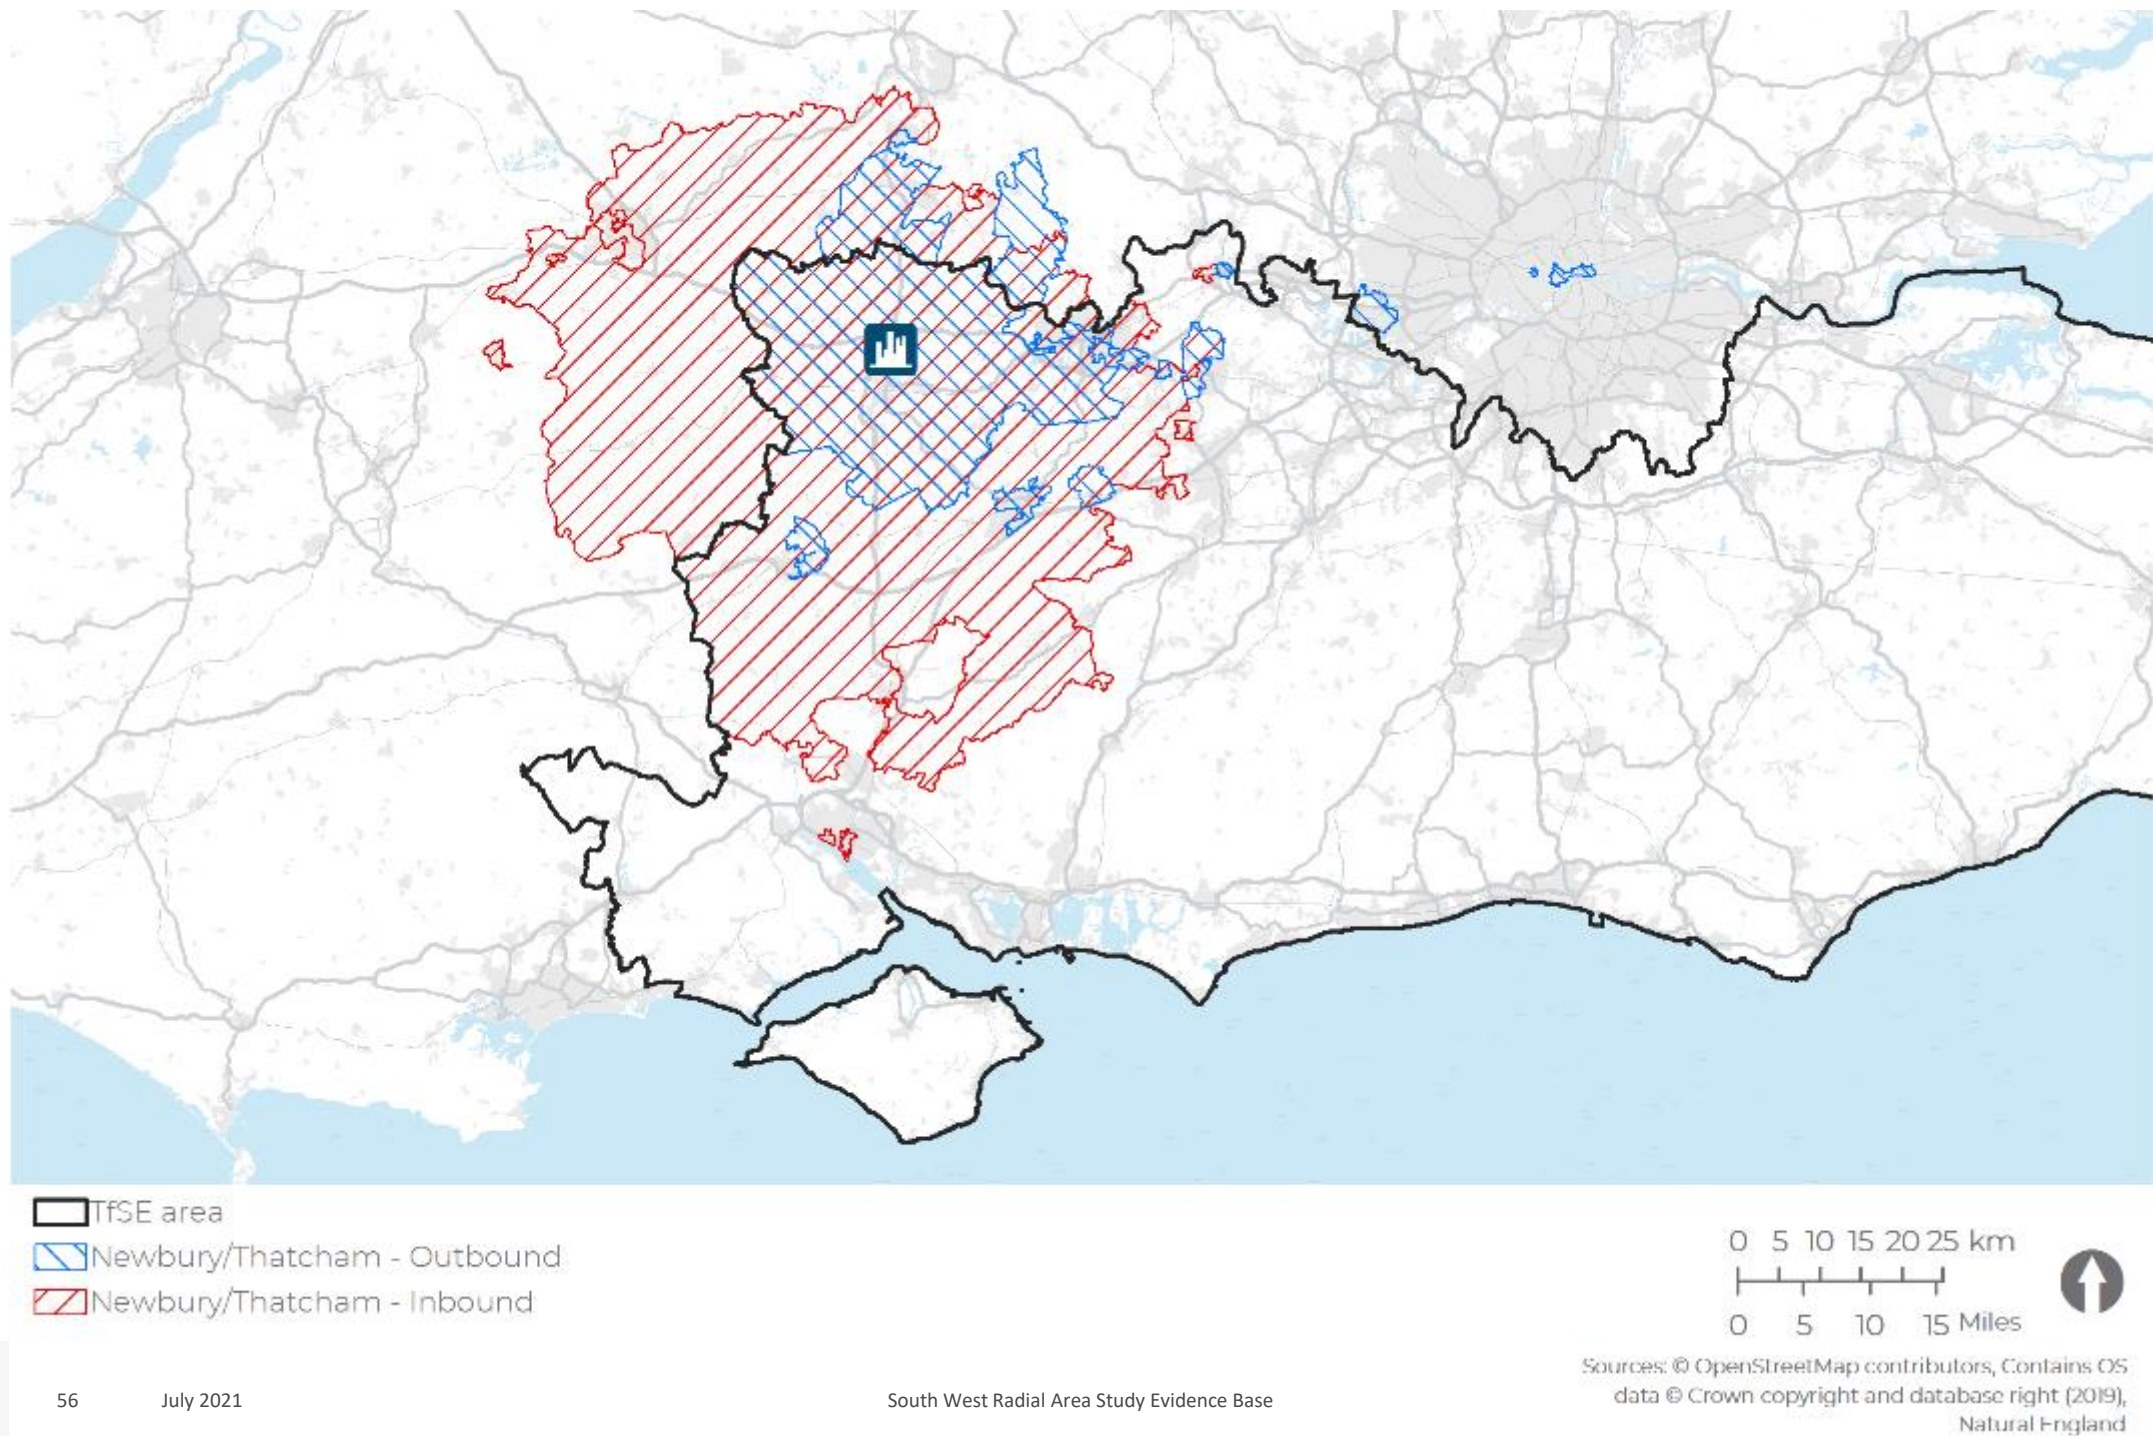 TfSE area
Newbury/Thatcham - Outbound
Newbury/Thatcham - Inbound
0 5 10 15 20 25 km
0 5 10 15 Miles
Sources: © OpenStreetMap contributors, Contains OS
data © Crown copyright and database right (2019),
Natural England
56 July 2021 South West Radial Area Study Evidence Base